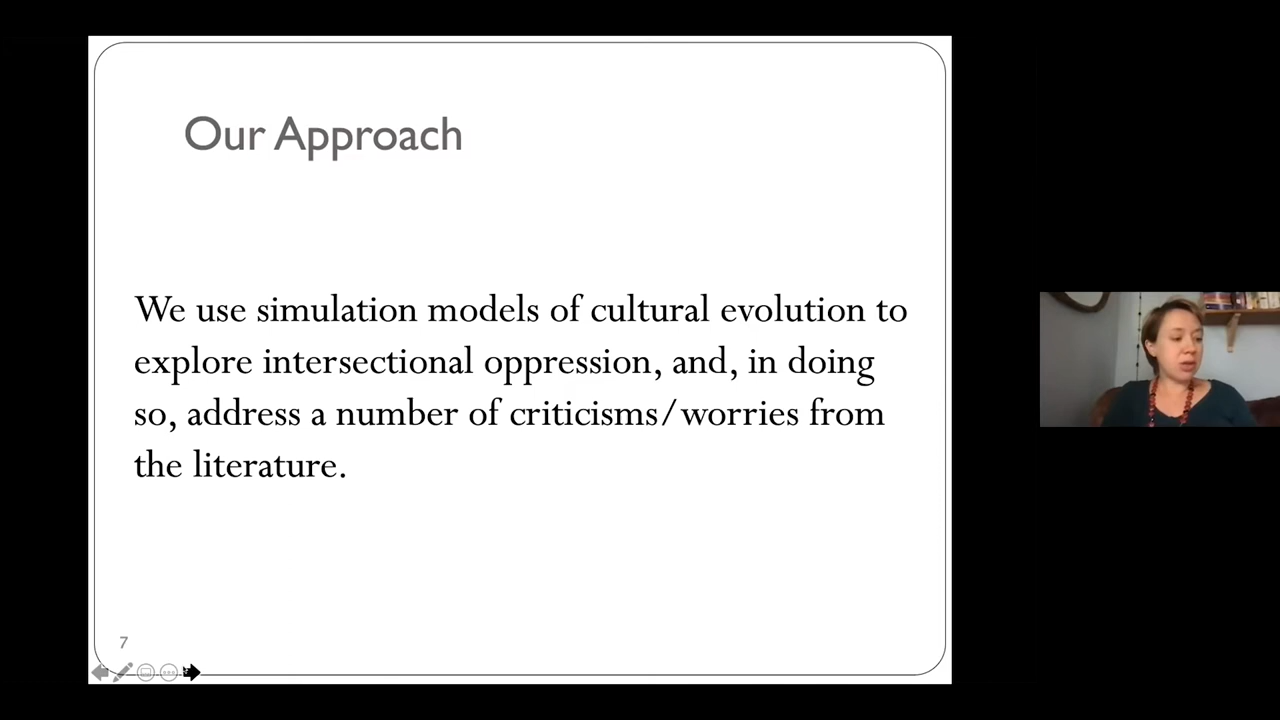 Our Approach
We use simulation models of cultural evolution to
explore intersectional oppression, and, in doing
so, address a number of criticisms/worries from
the literature.
7